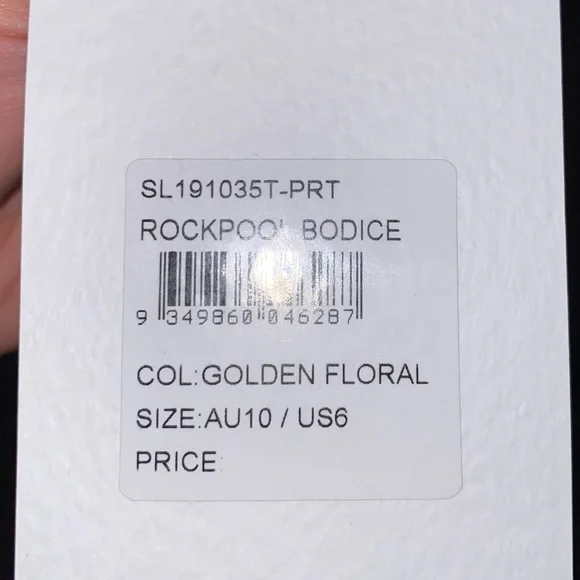 SL191035T-PRT
ROCKPOOL BODICE
9 349860 046287
COL:GOLDEN FLORAL
SIZE:AU10 / US6
PRICE: